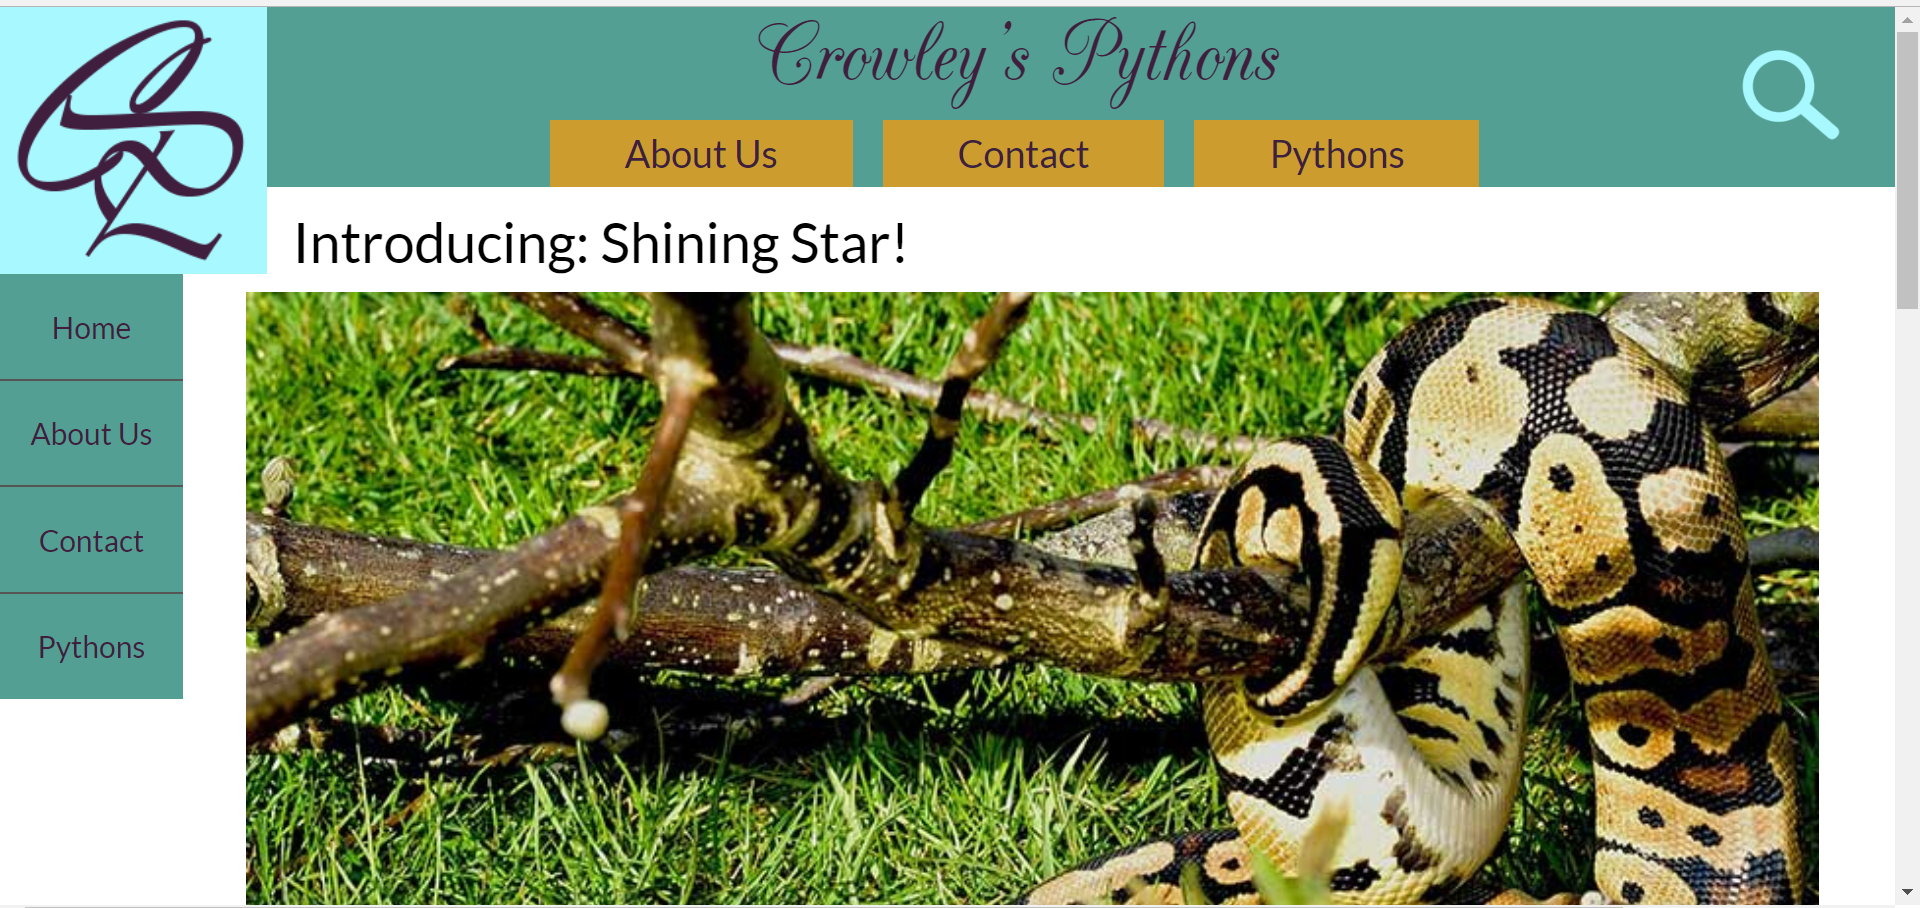 Crowley's Pythons
About Us
Contact
Pythons
Introducing: Shining Star!
Home
About Us
Contact
Pythons